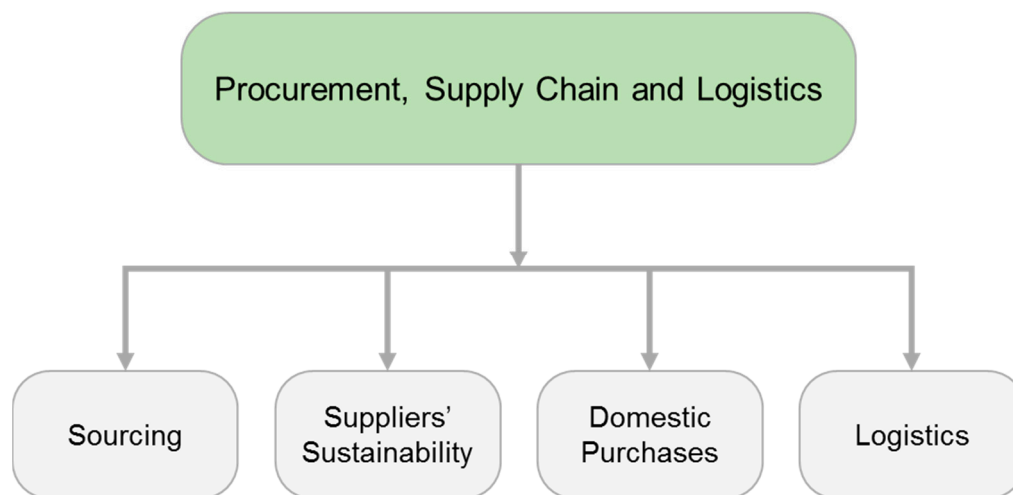 Procurement, Supply Chain and Logistics
Sourcing
Suppliers’
Sustainability
Domestic
Purchases
Logistics